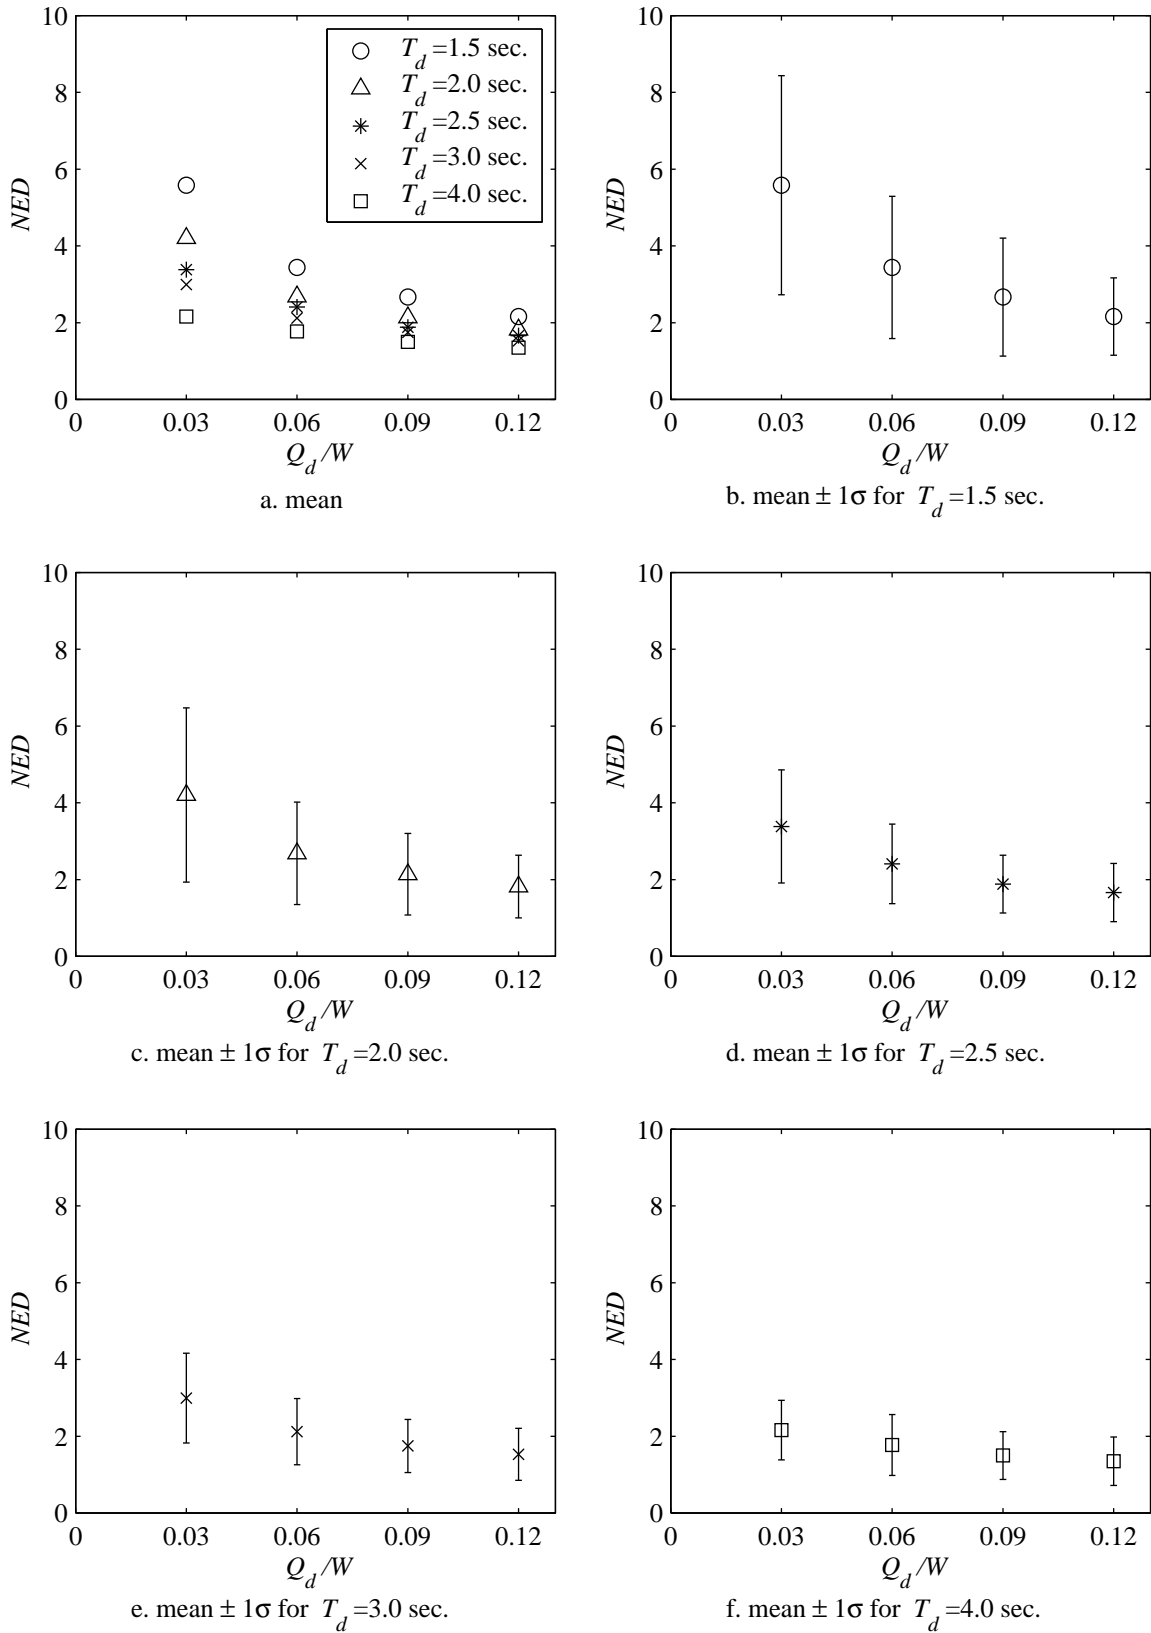 10
8
6
4
2
0
NED
T_d =1.5 sec.
T_d =2.0 sec.
T_d =2.5 sec.
T_d =3.0 sec.
T_d =4.0 sec.
0 0.03 0.06 0.09 0.12
Q_d /W
a. mean
10
8
6
4
2
0
NED
0 0.03 0.06 0.09 0.12
Q_d /W
b. mean ± 1σ for T_d =1.5 sec.
10
8
6
4
2
0
NED
0 0.03 0.06 0.09 0.12
Q_d /W
c. mean ± 1σ for T_d =2.0 sec.
10
8
6
4
2
0
NED
0 0.03 0.06 0.09 0.12
Q_d /W
d. mean ± 1σ for T_d =2.5 sec.
10
8
6
4
2
0
NED
0 0.03 0.06 0.09 0.12
Q_d /W
e. mean ± 1σ for T_d =3.0 sec.
10
8
6
4
2
0
NED
0 0.03 0.06 0.09 0.12
Q_d /W
f. mean ± 1σ for T_d =4.0 sec.